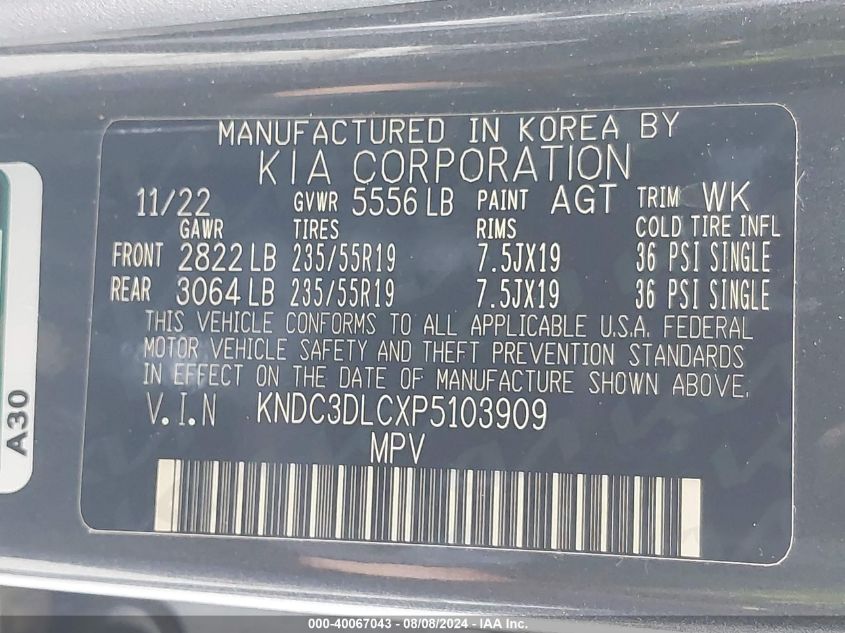 MANUFACTURED IN KOREA BY
KIA CORPORATION
11/22 GVWR 5556 LB PAINT AGT TRIM WK
GAWR TIRES RIMS COLD TIRE INFL
FRONT 2822 LB 235/55R19 7.5JX19 36 PSI SINGLE
REAR 3064 LB 235/55R19 7.5JX19 36 PSI SINGLE
THIS VEHICLE CONFORMS TO ALL APPLICABLE U.S.A. FEDERAL
MOTOR VEHICLE SAFETY AND THEFT PREVENTION STANDARDS
IN EFFECT ON THE DATE OF MANUFACTURE SHOWN ABOVE.
V.I.N KNDC3DLCXP5103909
MPV
A30
000-40067043 - 08/08/2024 - IAA Inc.